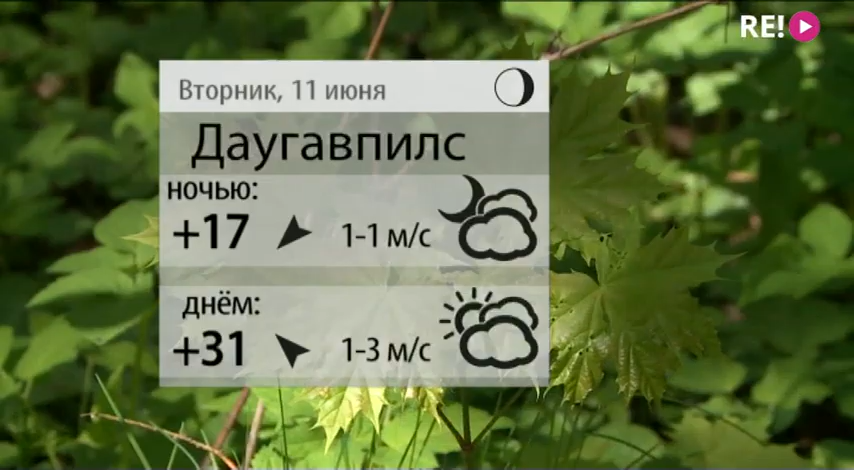 RE!
Вторник, 11 июня
Даугавпилс
ночью:
+17 1-1 м/с
днём:
+31 1-3 м/с